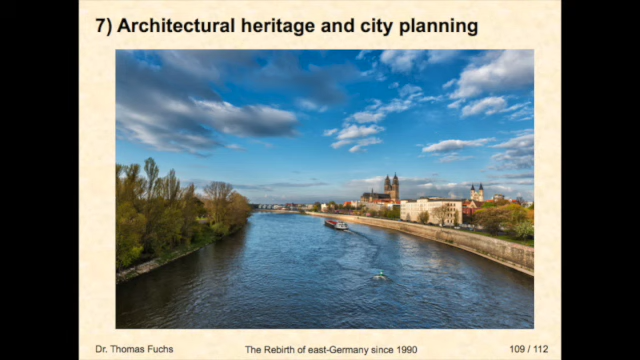 7) Architectural heritage and city planning
Dr. Thomas Fuchs
The Rebirth of east-Germany since 1990
109 / 112